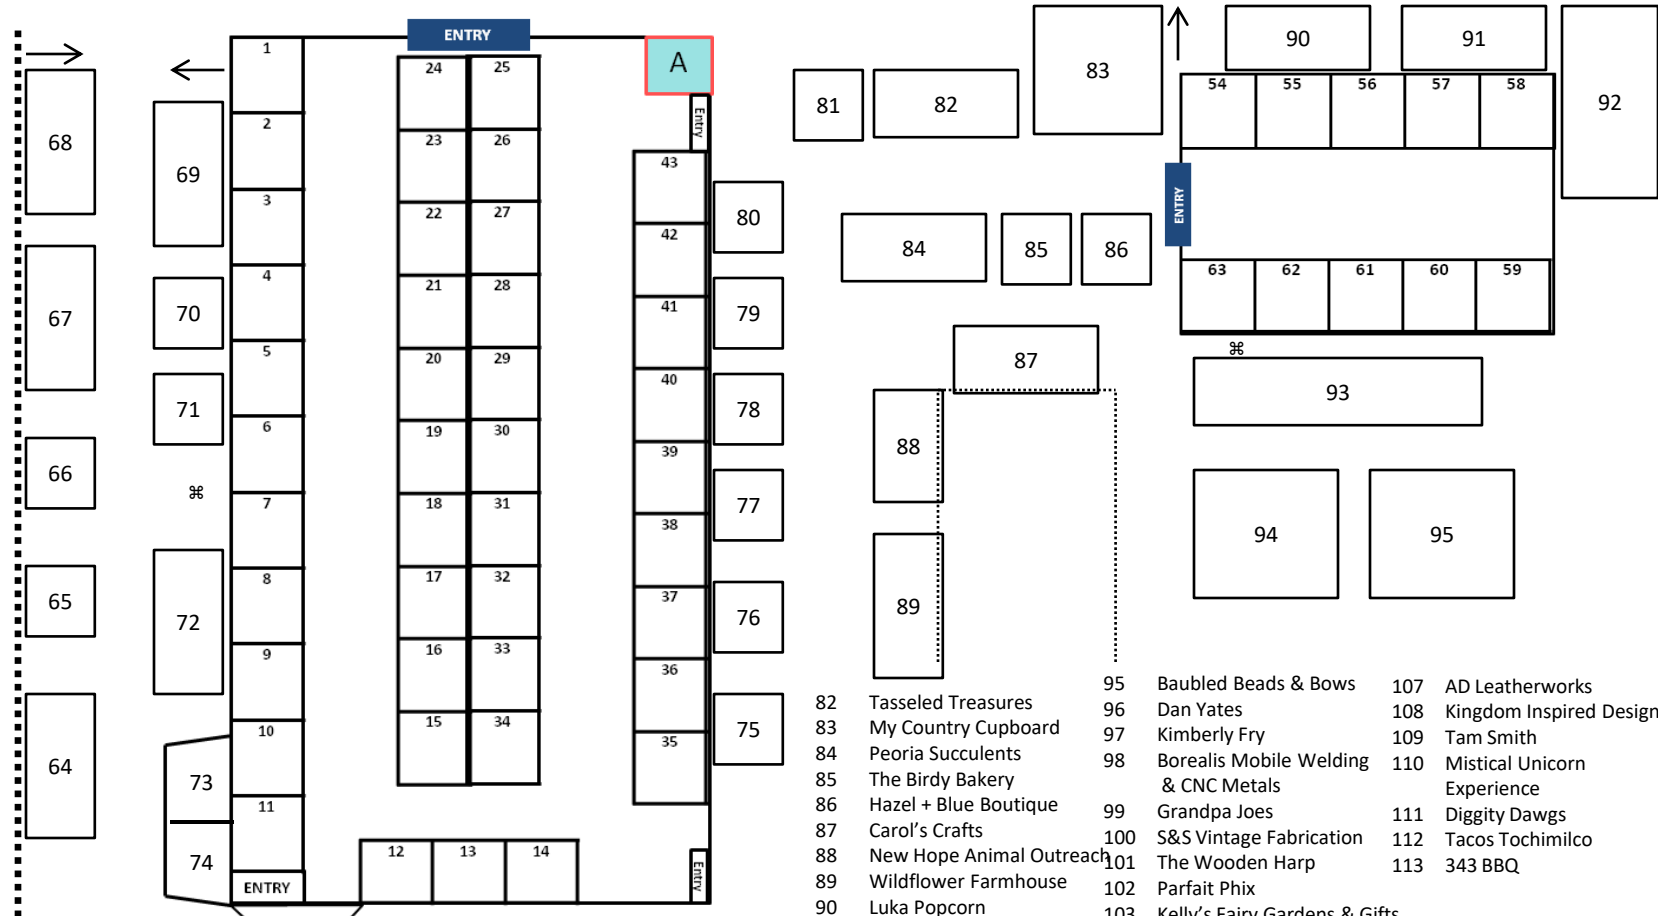 ENTRY
A
Entry
1
2
3
4
5
6
7
8
9
10
11
ENTRY
12
13
14
24
23
22
21
20
19
18
17
16
15
25
26
27
28
29
30
31
32
33
34
43
42
41
40
39
38
37
36
35
Entry
68
67
66
65
64
69
70
71
⌘
72
73
74
80
79
78
77
76
75
81
82
83
84
85
86
87
88
89
90
91
92
54
55
56
57
58
ENTRY
63
62
61
60
59
⌘
93
94
95
82 Tasseled Treasures
83 My Country Cupboard
84 Peoria Succulents
85 The Birdy Bakery
86 Hazel + Blue Boutique
87 Carol's Crafts
88 New Hope Animal Outreach
89 Wildflower Farmhouse
90 Luka Popcorn
95 Baubled Beads & Bows
96 Dan Yates
97 Kimberly Fry
98 Borealis Mobile Welding
& CNC Metals
99 Grandpa Joes
100 S&S Vintage Fabrication
101 The Wooden Harp
102 Parfait Phix
103 Kelly's Fairy Gardens & Gifts
107 AD Leatherworks
108 Kingdom Inspired Design
109 Tam Smith
110 Mistical Unicorn
Experience
111 Diggity Dawgs
112 Tacos Tochimilco
113 343 BBQ